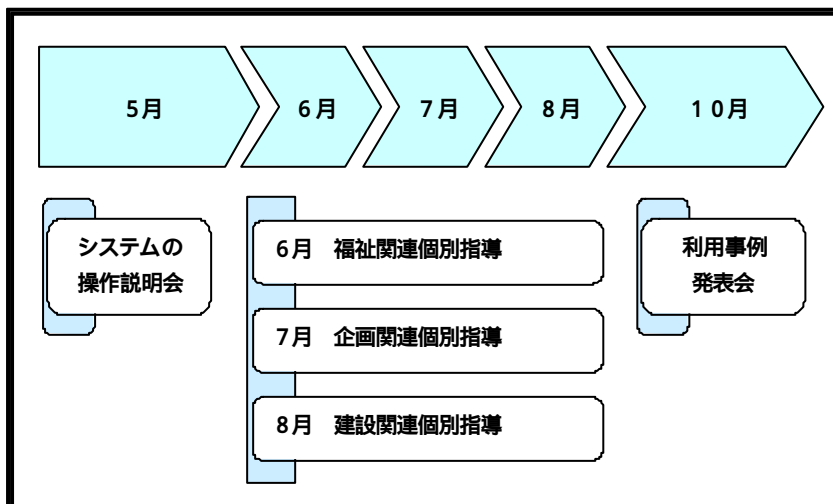 5月
6月
7月
8月
10月
システムの
操作説明会
6月 福祉関連個別指導
7月 企画関連個別指導
8月 建設関連個別指導
利用事例
発表会